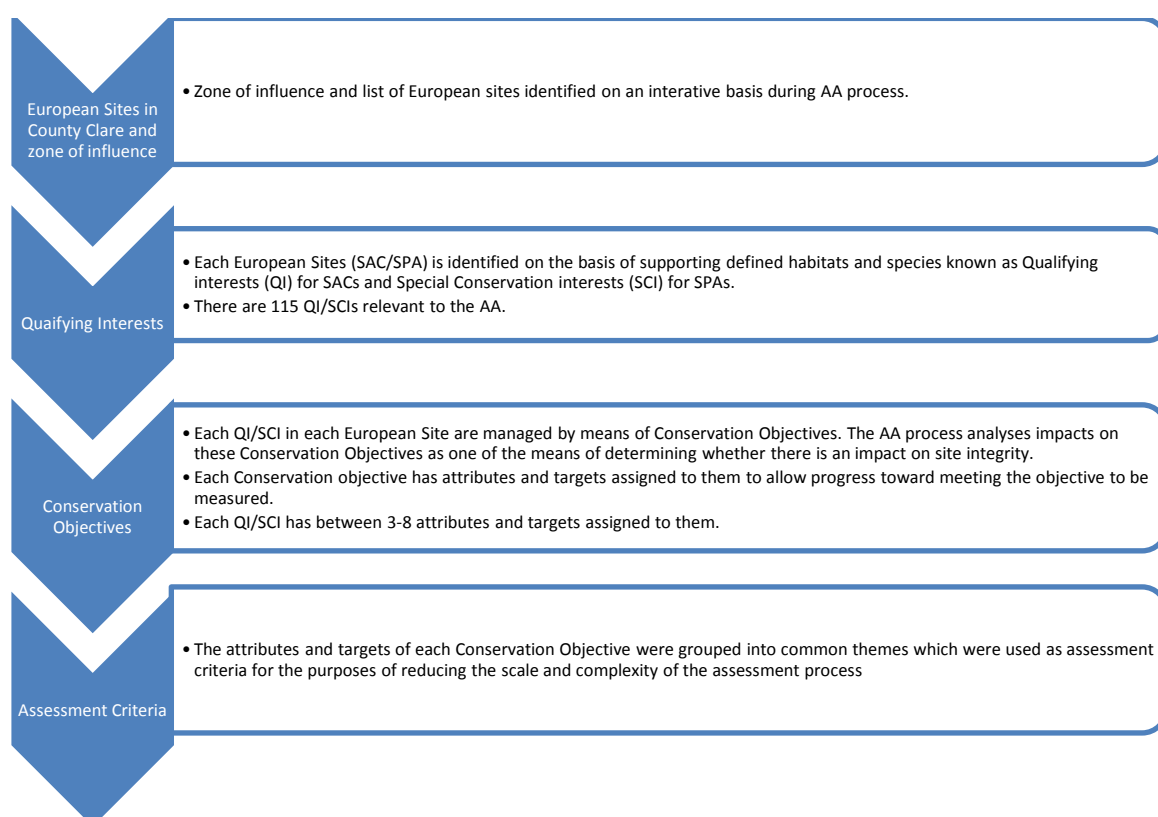 European Sites in
County Clare and
zone of influence
• Zone of influence and list of European sites identified on an interative basis during AA process.
Quaifying Interests
• Each European Sites (SAC/SPA) is identified on the basis of supporting defined habitats and species known as Qualifying
interests (QI) for SACs and Special Conservation interests (SCI) for SPAs.
• There are 115 QI/SCIs relevant to the AA.
Conservation
Objectives
• Each QI/SCI in each European Site are managed by means of Conservation Objectives. The AA process analyses impacts on
these Conservation Objectives as one of the means of determining whether there is an impact on site integrity.
• Each Conservation objective has attributes and targets assigned to them to allow progress toward meeting the objective to be
measured.
• Each QI/SCI has between 3-8 attributes and targets assigned to them.
Assessment Criteria
• The attributes and targets of each Conservation Objective were grouped into common themes which were used as assessment
criteria for the purposes of reducing the scale and complexity of the assessment process